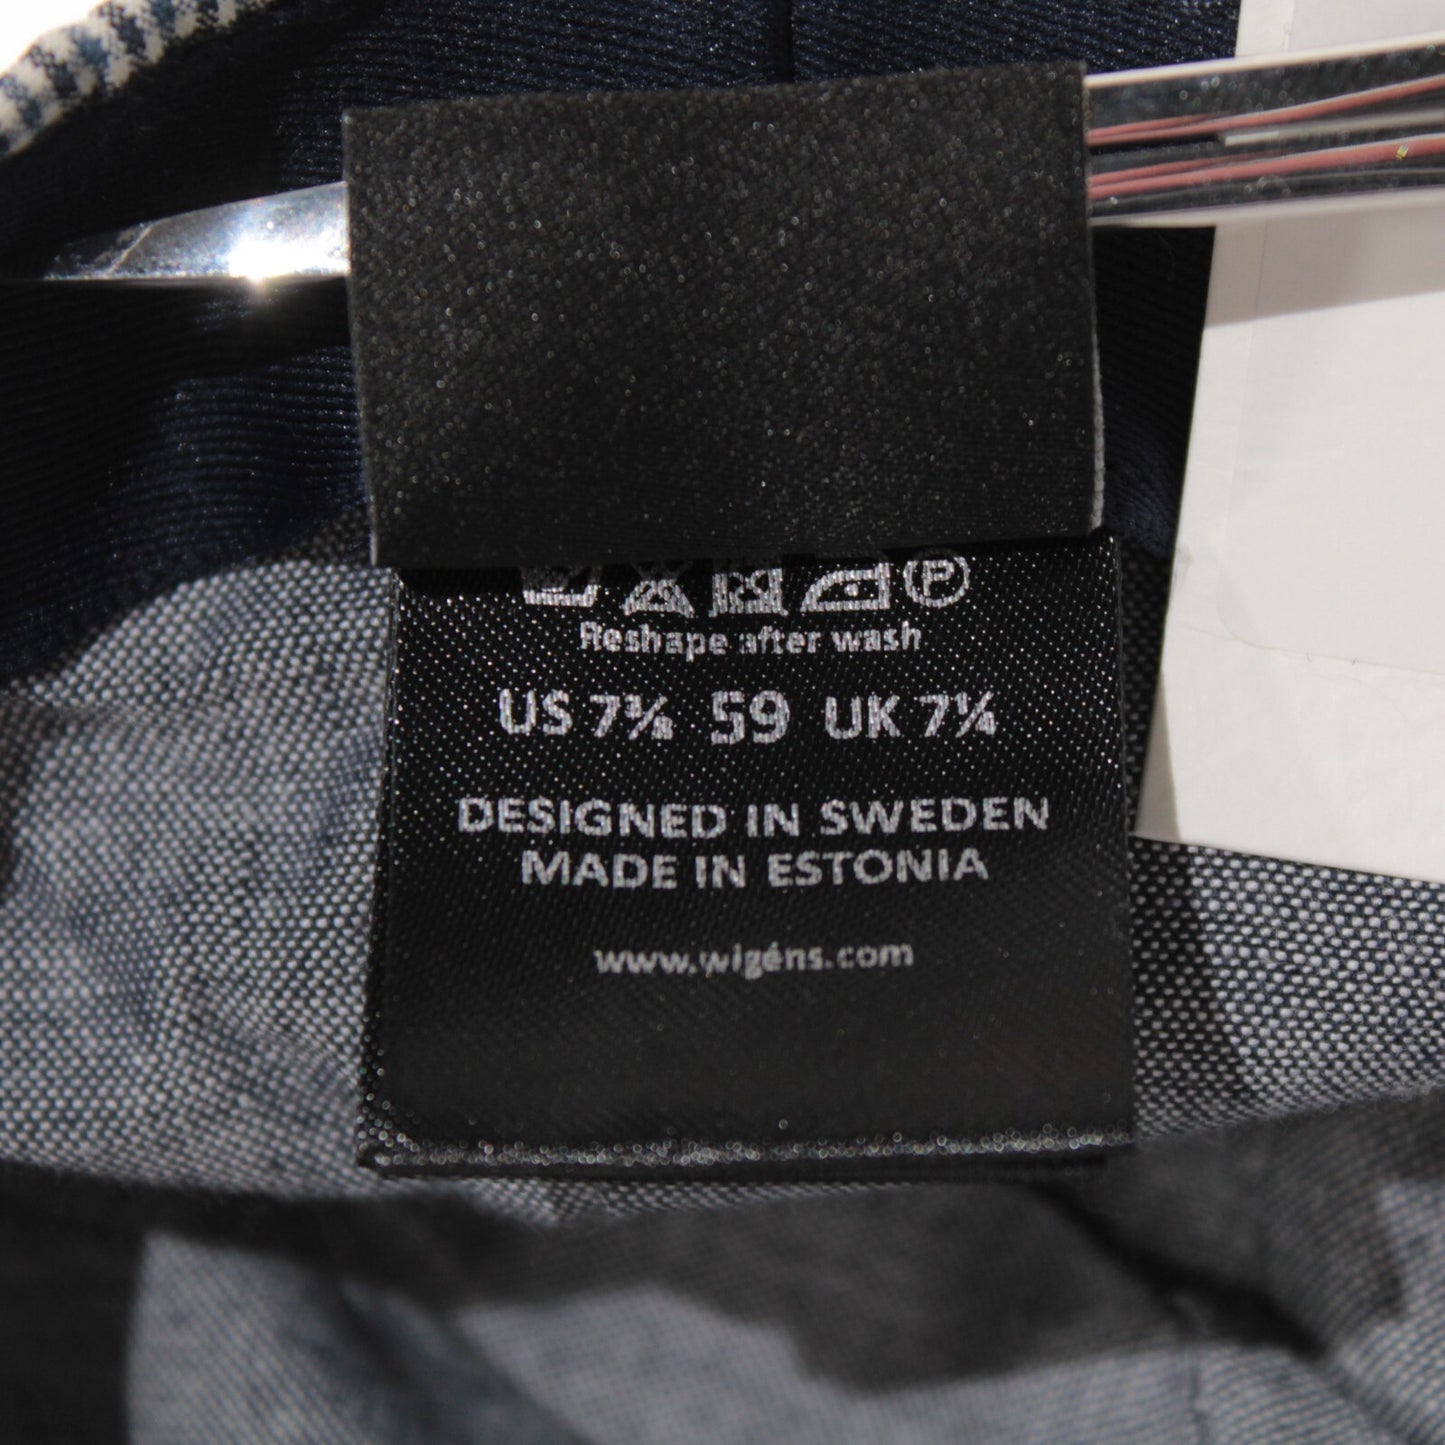 P
Reshape after wash
US 7⅜ 59 UK 7¼
DESIGNED IN SWEDEN
MADE IN ESTONIA
www.wigéns.com